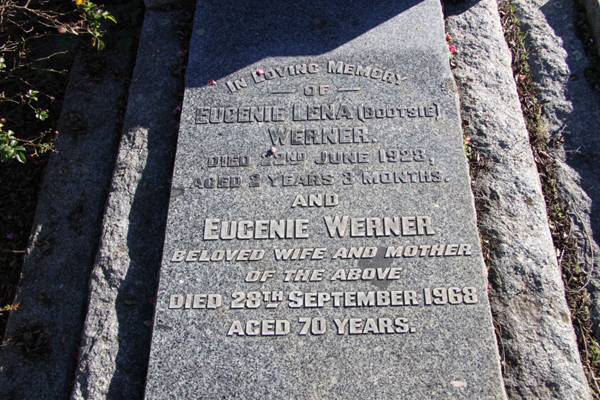 IN LOVING MEMORY
OF
EUGENIE LENA (BOOTSIE)
WERNER.
DIED 22ND JUNE 1928,
AGED 2 YEARS 3 MONTHS.
AND
EUGENIE WERNER
BELOVED WIFE AND MOTHER
OF THE ABOVE
DIED 28TH SEPTEMBER 1968
AGED 70 YEARS.